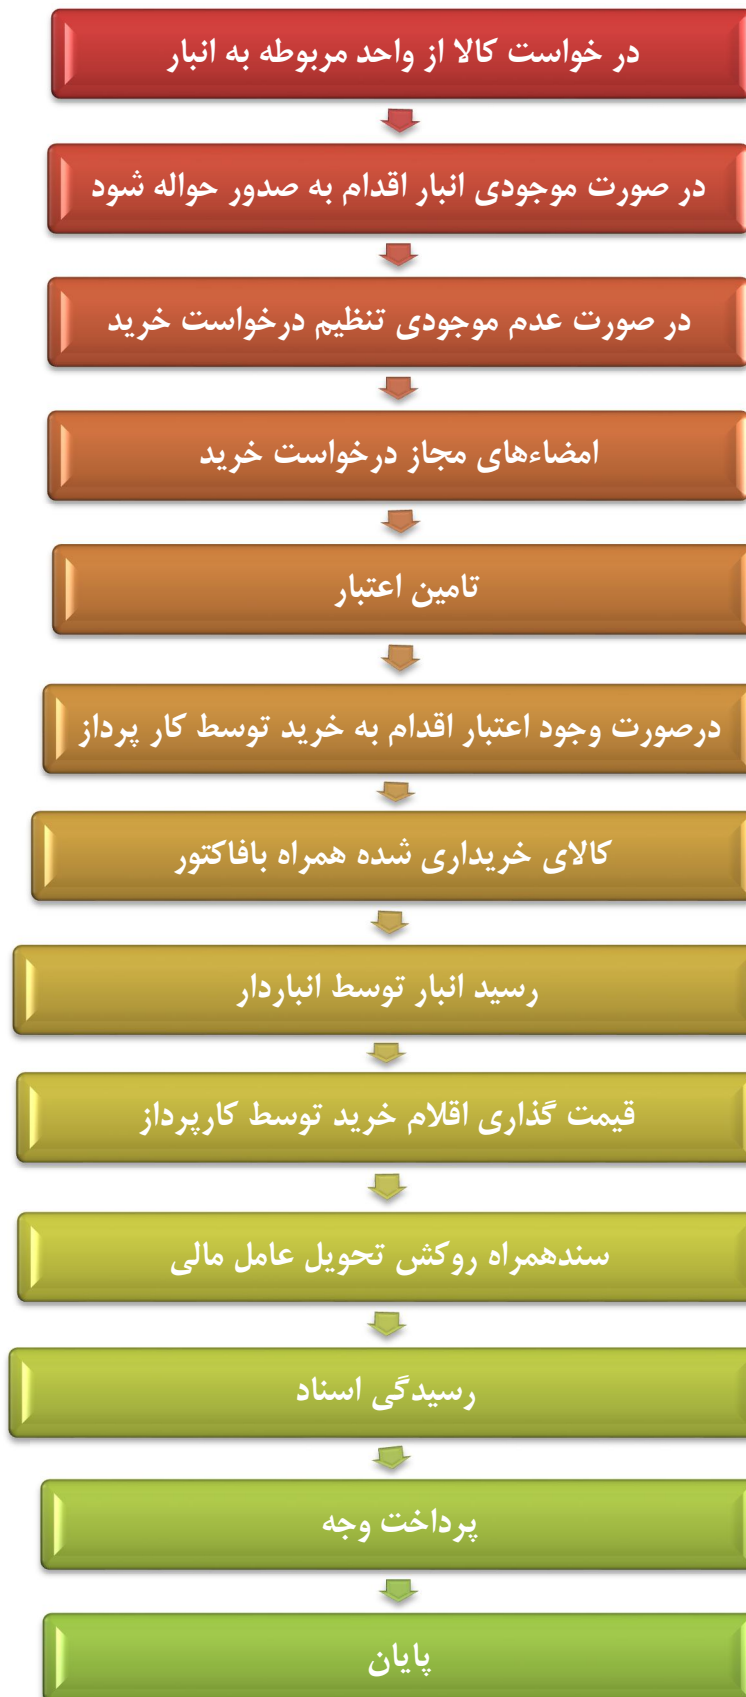 در خواست کالا از واحد مربوطه به انبار
در صورت موجودی انبار اقدام به صدور حواله شود
در صورت عدم موجودی تنظیم درخواست خرید
امضاءهای مجاز درخواست خرید
تامین اعتبار
درصورت وجود اعتبار اقدام به خرید توسط کار پرداز
کالای خریداری شده همراه بافاکتور
رسید انبار توسط انباردار
قیمت گذاری اقلام خرید توسط کارپرداز
سندهمراه روکش تحویل عامل مالی
رسیدگی اسناد
پرداخت وجه
پایان